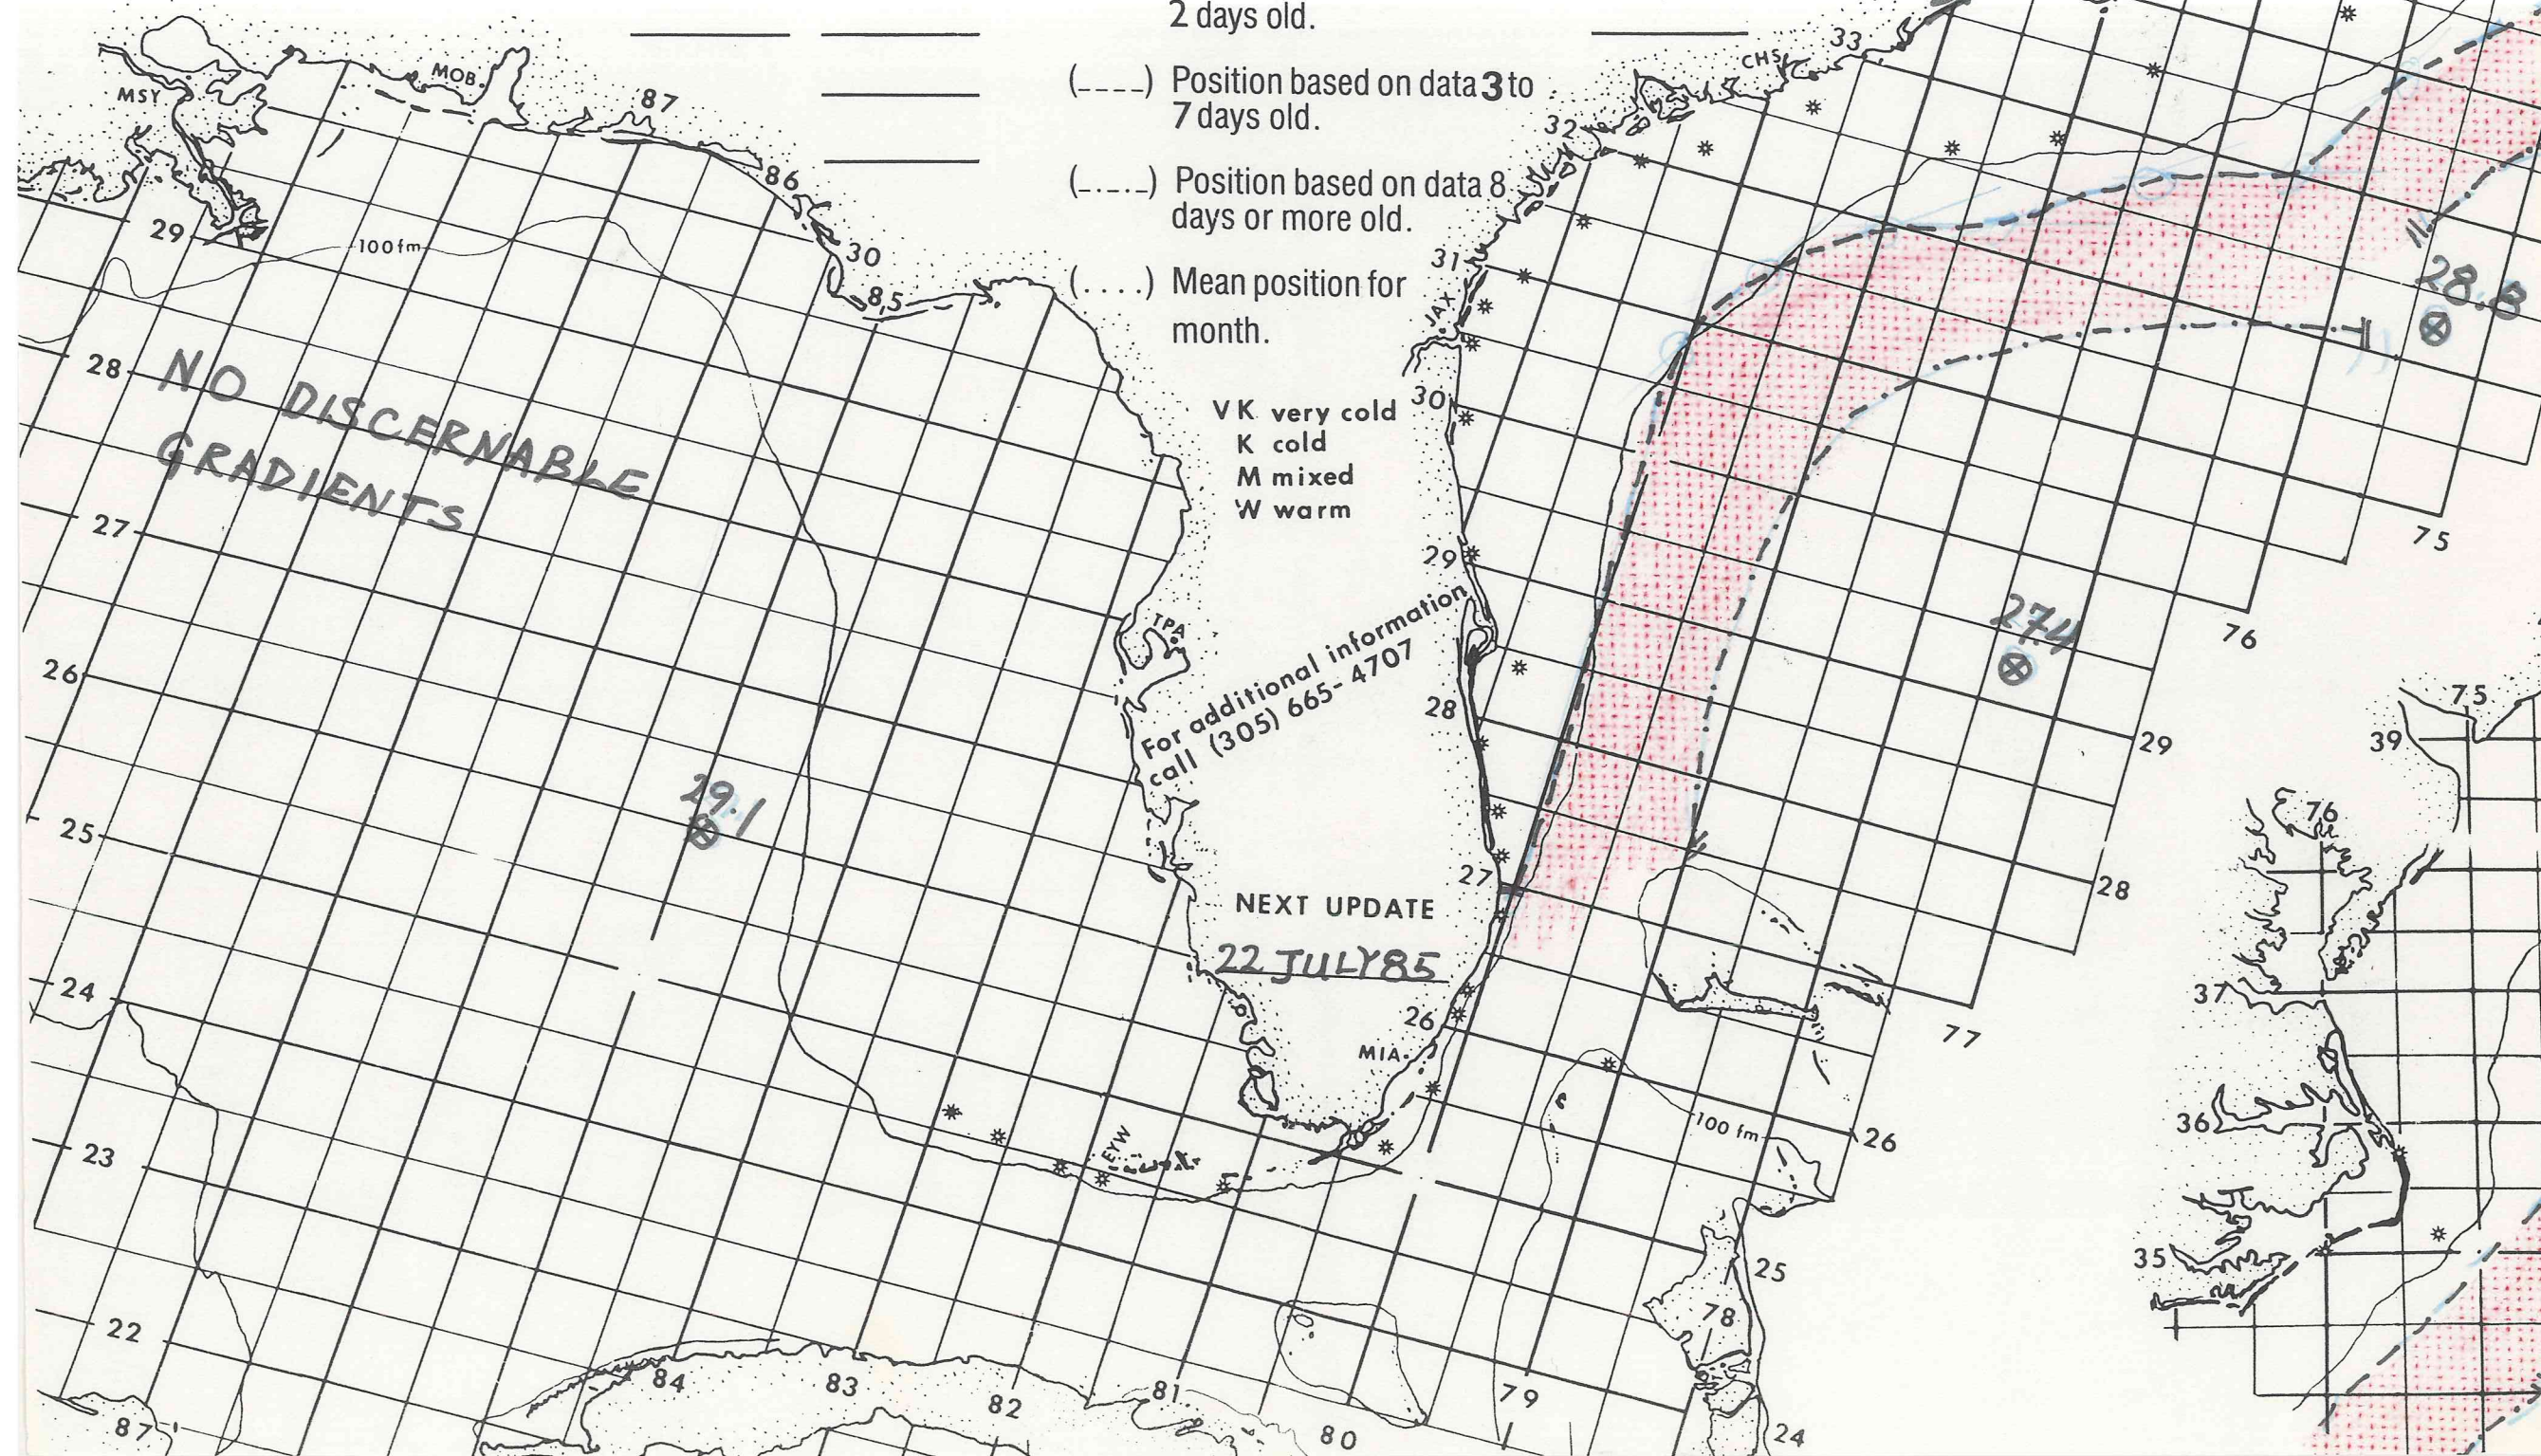 2 days old.
(____) Position based on data 3 to
7 days old.
(_._._) Position based on data 8
days or more old.
(....) Mean position for
month.
VK very cold
K cold
M mixed
W warm
For additional information
call (305) 665-4707
NEXT UPDATE
22 JULY 85
NO DISCERNABLE
GRADIENTS
MSY
MOB
87
86
30
85
100 fm
29
28
27
26
25
24
23
22
87
84
83
82
81
80
79
29.1
TPA
EYW
MIA
JAX
CHS
33
32
31
30
29
28
27
26
28.8
27.4
75
76
29
28
77
100 fm
26
25
78
24
75
39
76
37
36
35